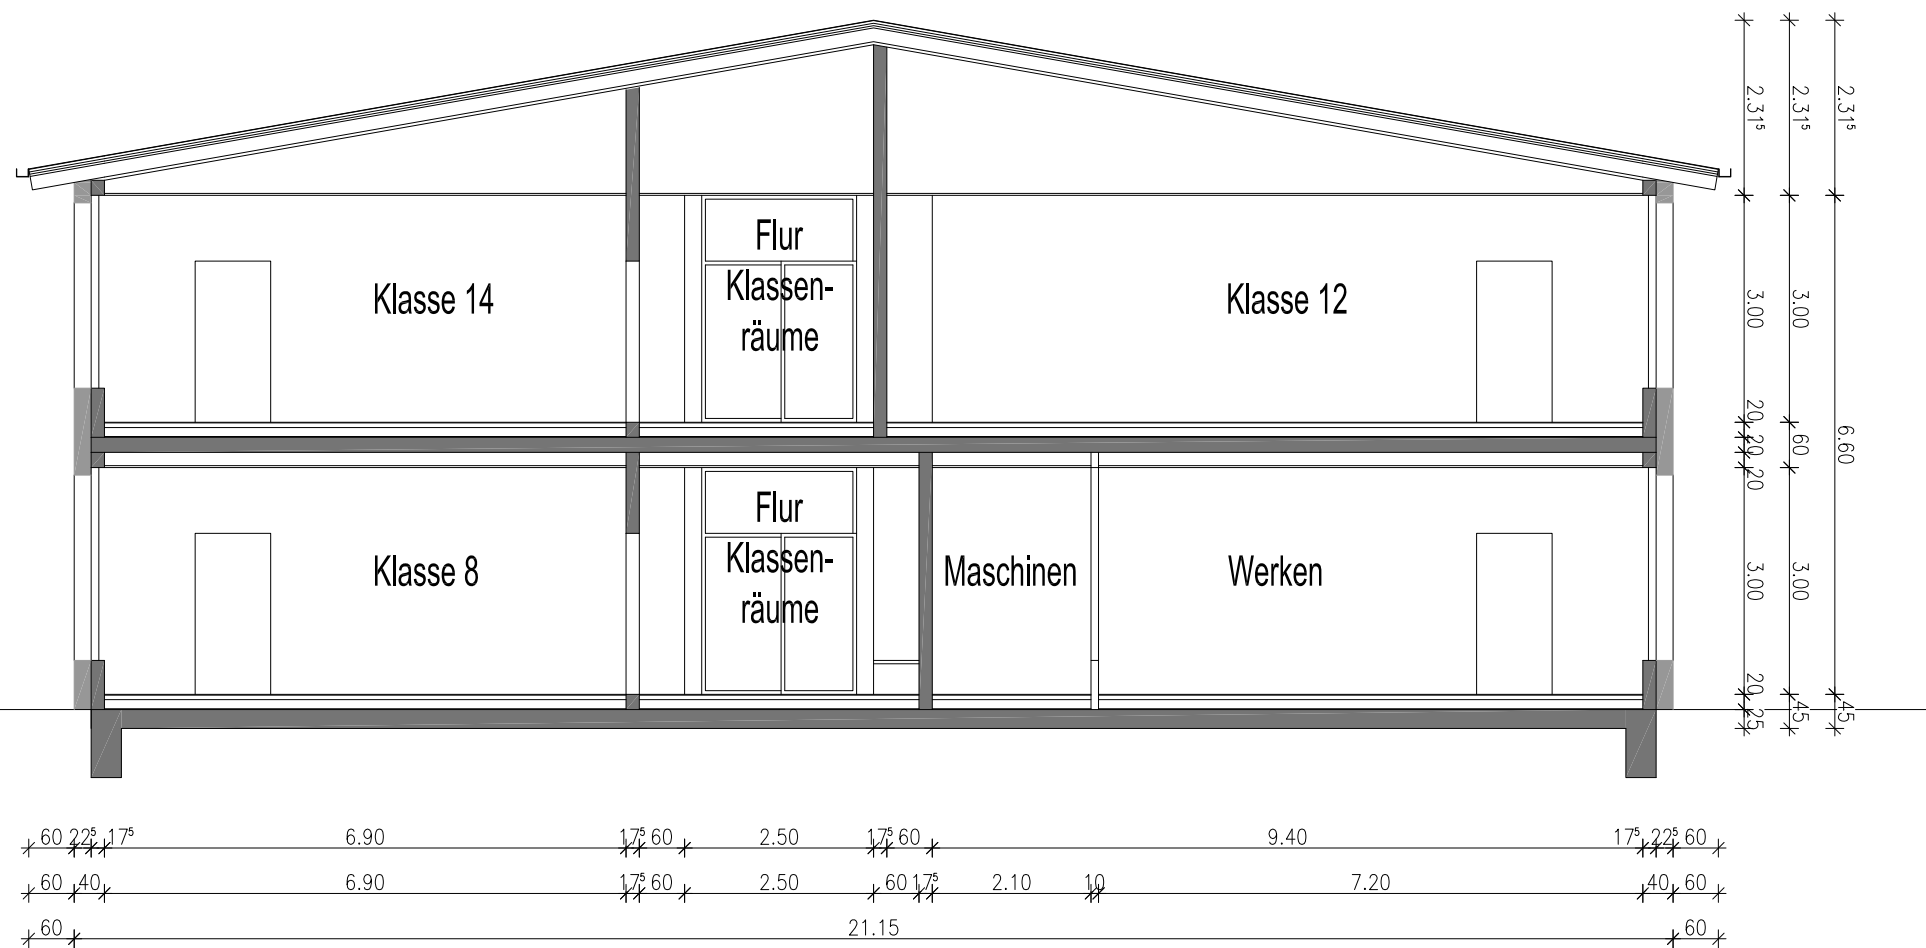 Flur
Klassen-
räume
Klasse 14
Klasse 12
Flur
Klassen-
räume
Klasse 8
Maschinen
Werken
2.31⁵ 2.31⁵ 2.31⁵
3.00 3.00
20 20 20 60 6.60
3.00 3.00
20 25 45 45
60 22⁵ 17⁵ 6.90 17⁵ 60 2.50 17⁵ 60 9.40 17⁵ 22⁵ 60
60 40 6.90 17⁵ 60 2.50 60 17⁵ 2.10 10 7.20 40 60
60 21.15 60